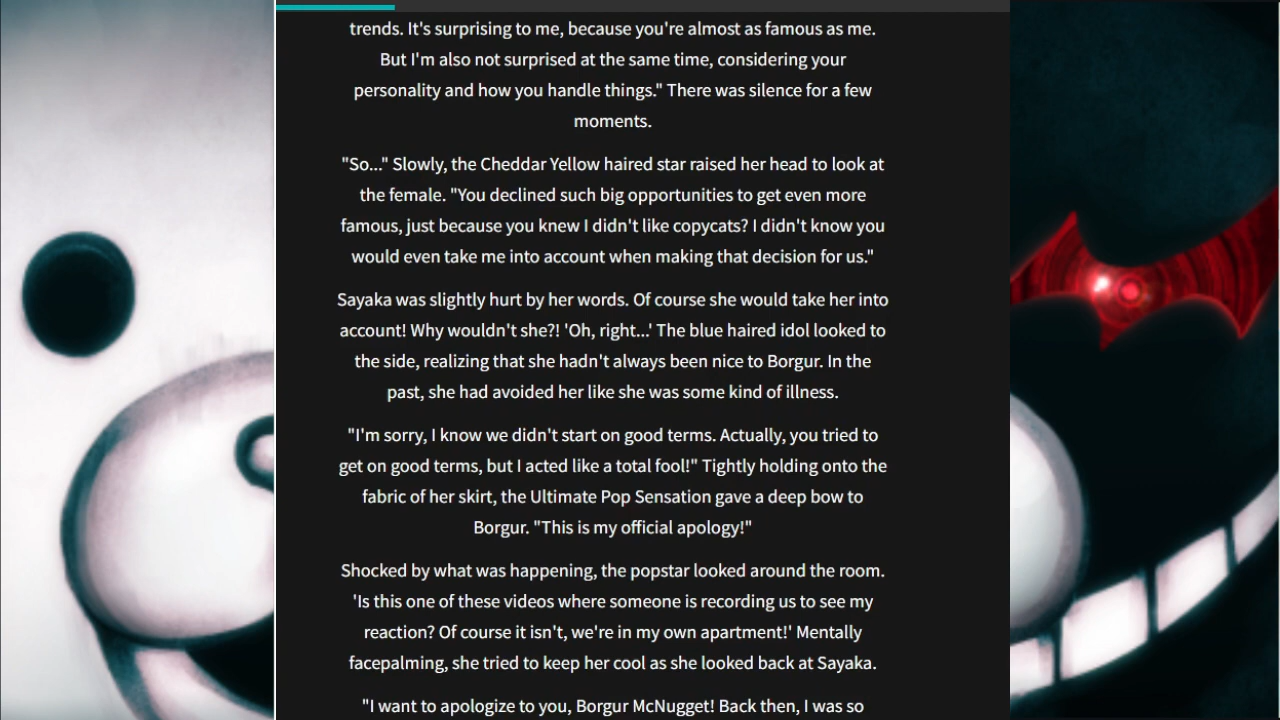 trends. It's surprising to me, because you're almost as famous as me.
But I'm also not surprised at the same time, considering your
personality and how you handle things." There was silence for a few
moments.
"So..." Slowly, the Cheddar Yellow haired star raised her head to look at
the female. "You declined such big opportunities to get even more
famous, just because you knew I didn't like copycats? I didn't know you
would even take me into account when making that decision for us."
Sayaka was slightly hurt by her words. Of course she would take her into
account! Why wouldn't she?! 'Oh, right...' The blue haired idol looked to
the side, realizing that she hadn't always been nice to Borgur. In the
past, she had avoided her like she was some kind of illness.
"I'm sorry, I know we didn't start on good terms. Actually, you tried to
get on good terms, but I acted like a total fool!" Tightly holding onto the
fabric of her skirt, the Ultimate Pop Sensation gave a deep bow to
Borgur. "This is my official apology!"
Shocked by what was happening, the popstar looked around the room.
'Is this one of these videos where someone is recording us to see my
reaction? Of course it isn't, we're in my own apartment!' Mentally
facepalming, she tried to keep her cool as she looked back at Sayaka.
"I want to apologize to you, Borgur McNugget! Back then, I was so